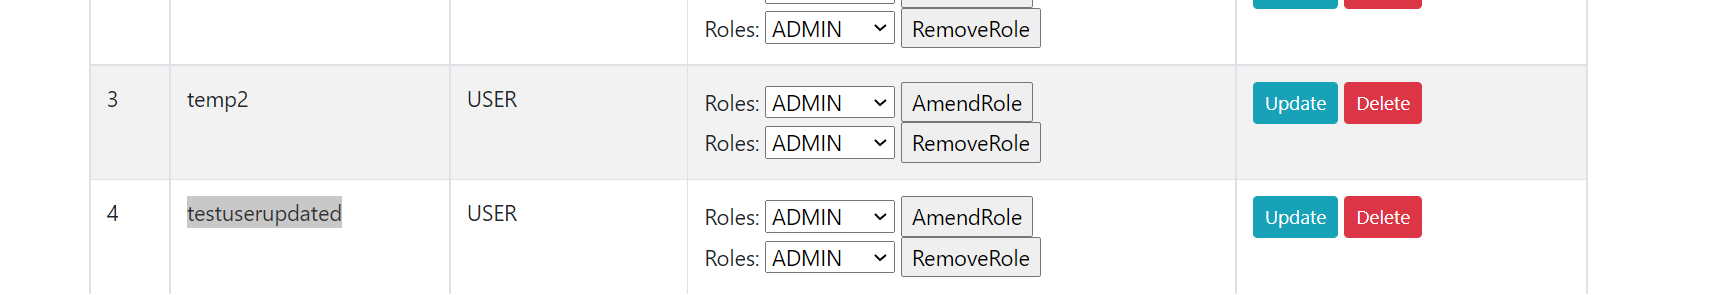 Roles: ADMIN RemoveRole
3 temp2 USER Roles: ADMIN AmendRole Update Delete
Roles: ADMIN RemoveRole
4 testuserupdated USER Roles: ADMIN AmendRole Update Delete
Roles: ADMIN RemoveRole